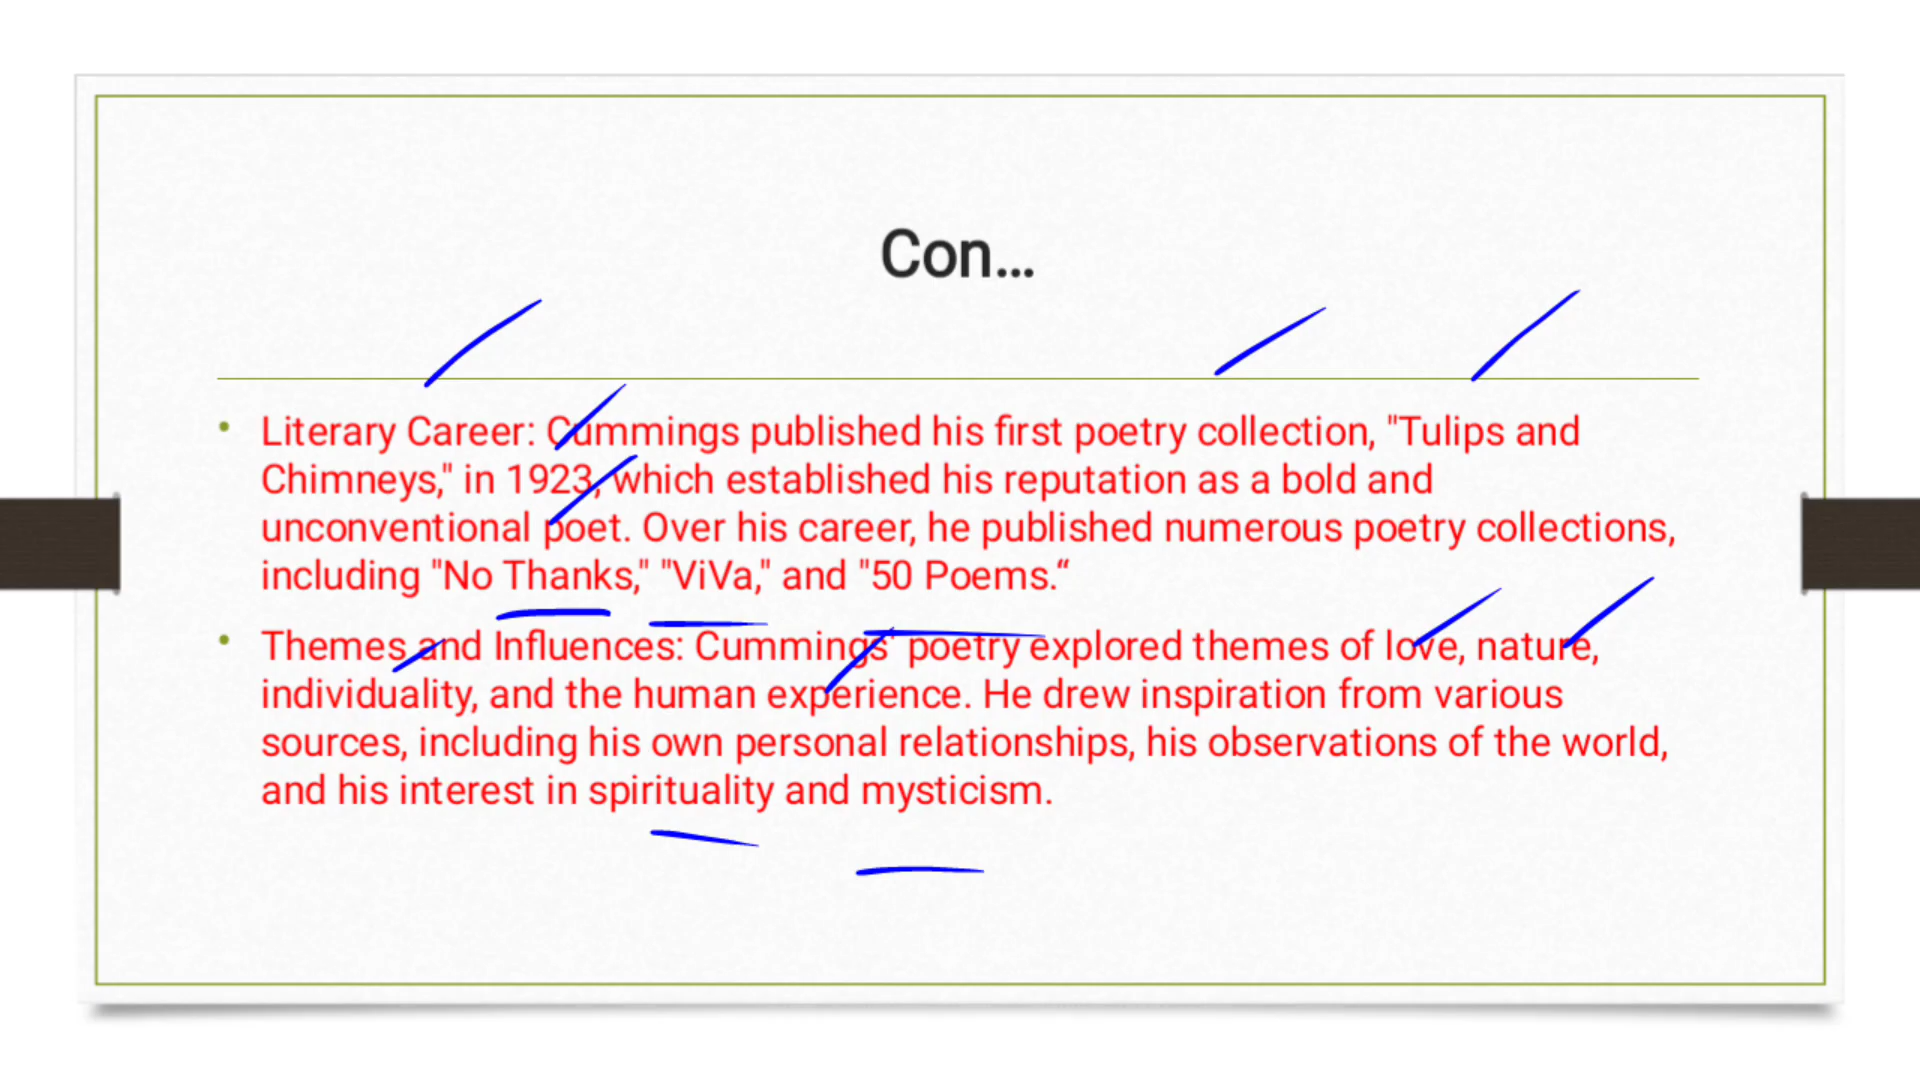 Con...
• Literary Career: Cummings published his first poetry collection, "Tulips and
Chimneys," in 1923, which established his reputation as a bold and
unconventional poet. Over his career, he published numerous poetry collections,
including "No Thanks," "ViVa," and "50 Poems.“
• Themes and Influences: Cummings' poetry explored themes of love, nature,
individuality, and the human experience. He drew inspiration from various
sources, including his own personal relationships, his observations of the world,
and his interest in spirituality and mysticism.